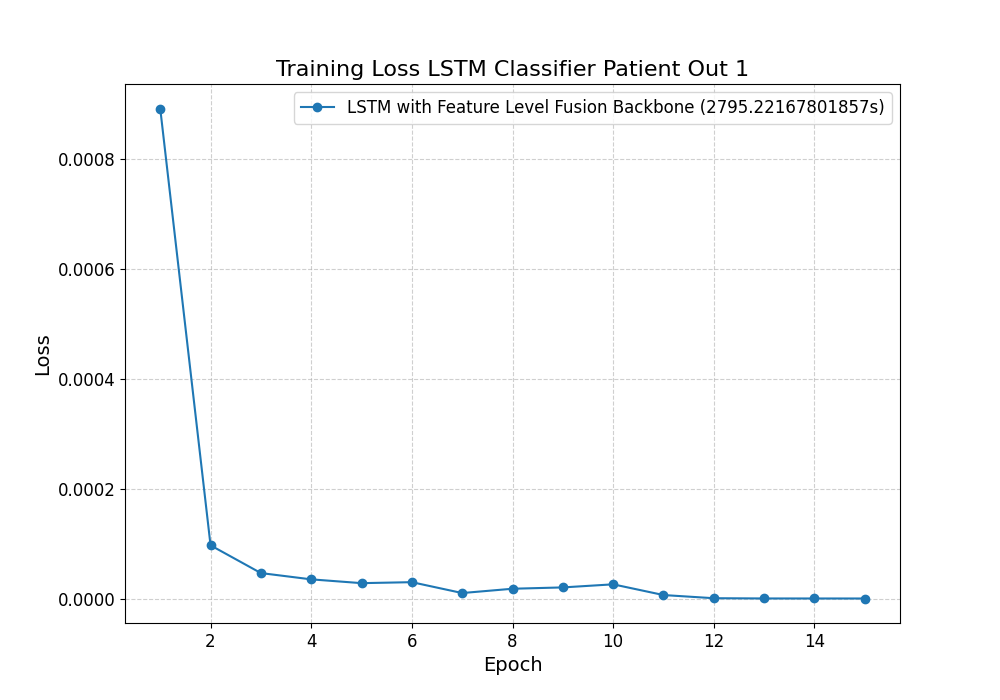 Training Loss LSTM Classifier Patient Out 1
LSTM with Feature Level Fusion Backbone (2795.22167801857s)
Loss
0.0008
0.0006
0.0004
0.0002
0.0000
2 4 6 8 10 12 14
Epoch